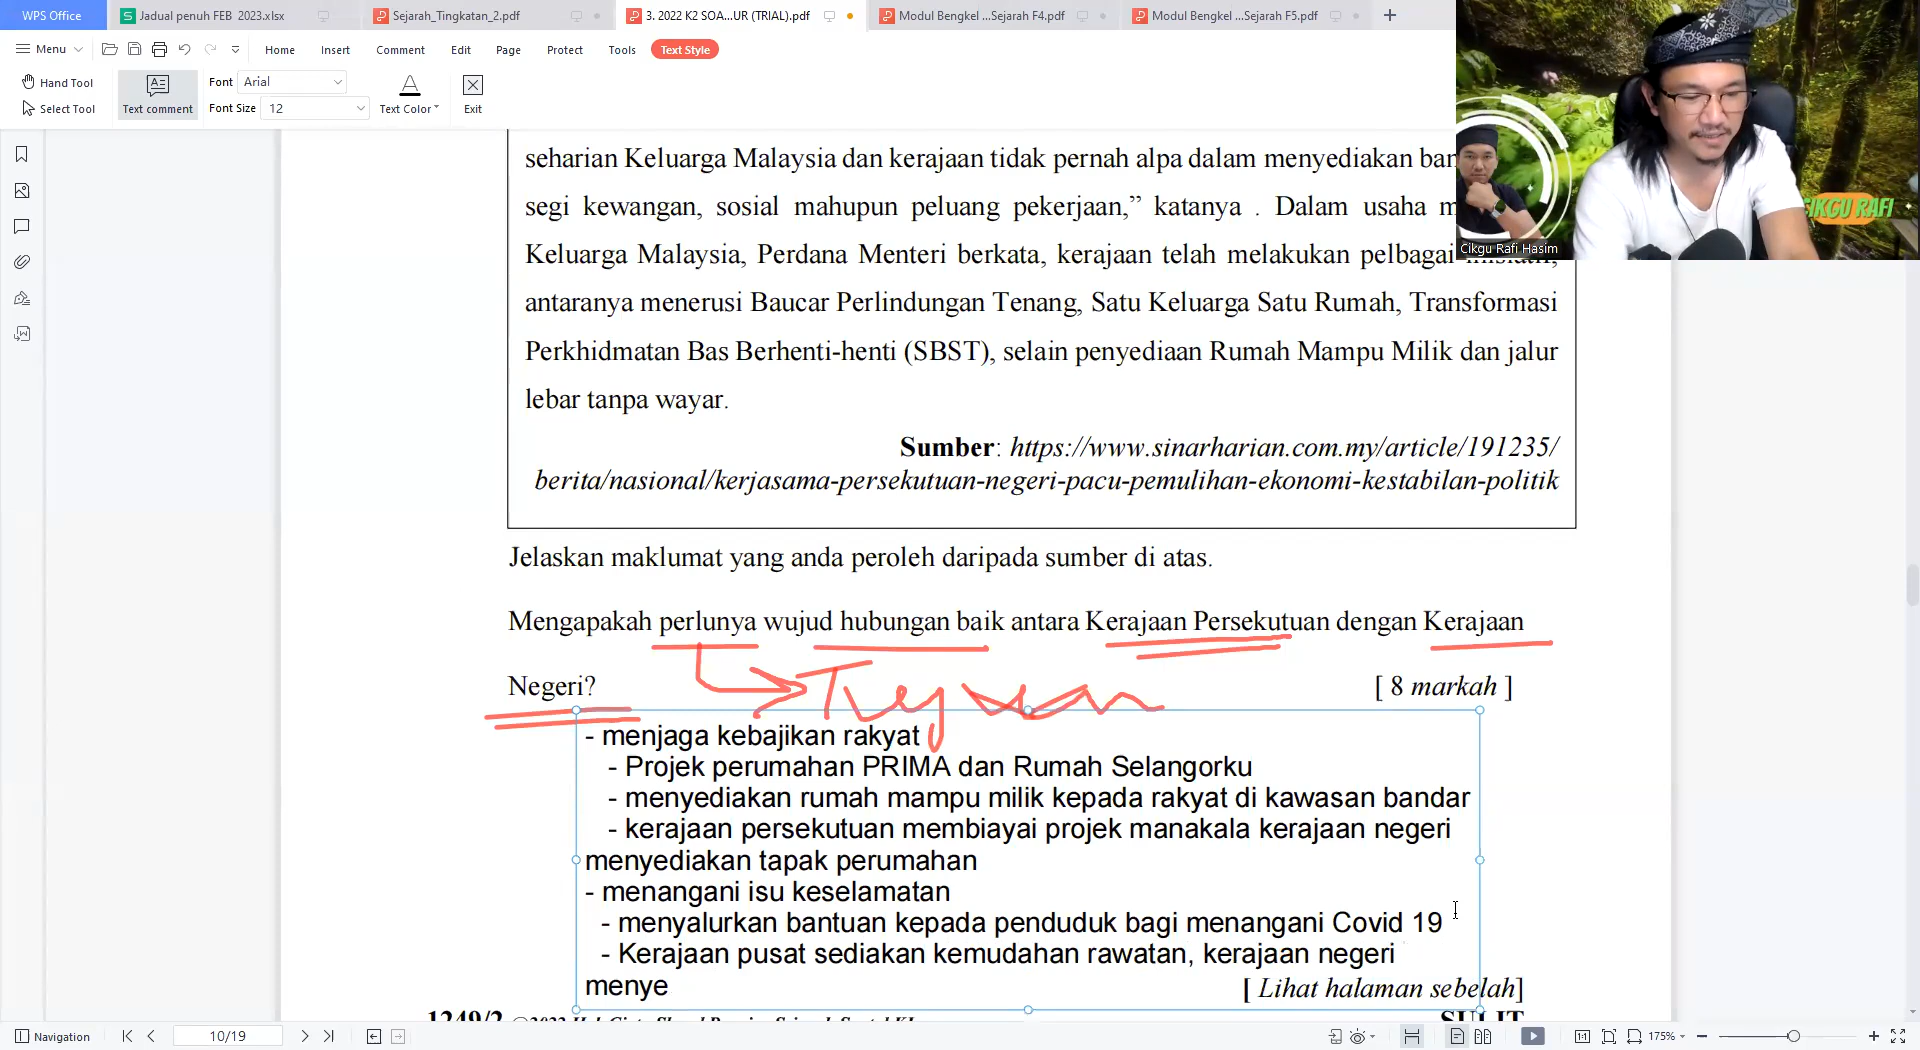 WPS Office
Jadual penuh FEB 2023.xlsx
Sejarah_Tingkatan_2.pdf
3. 2022 K2 SOA...UR (TRIAL).pdf
Modul Bengkel ...Sejarah F4.pdf
Modul Bengkel ...Sejarah F5.pdf
Menu
Home
Insert
Comment
Edit
Page
Protect
Tools
Text Style
Hand Tool
Select Tool
Text comment
Font Arial
Font Size 12
Text Color
Exit
CIKGU RAFI
Cikgu Rafi Hasim
seharian Keluarga Malaysia dan kerajaan tidak pernah alpa dalam menyediakan
segi kewangan, sosial mahupun peluang pekerjaan,” katanya . Dalam usaha
Keluarga Malaysia, Perdana Menteri berkata, kerajaan telah melakukan pelbagai
antaranya menerusi Baucar Perlindungan Tenang, Satu Keluarga Satu Rumah, Transformasi
Perkhidmatan Bas Berhenti-henti (SBST), selain penyediaan Rumah Mampu Milik dan jalur
lebar tanpa wayar.
Sumber: https://www.sinarharian.com.my/article/191235/
berita/nasional/kerjasama-persekutuan-negeri-pacu-pemulihan-ekonomi-kestabilan-politik
Jelaskan maklumat yang anda peroleh daripada sumber di atas.
Mengapakah perlunya wujud hubungan baik antara Kerajaan Persekutuan dengan Kerajaan
Negeri? [ 8 markah ]
- menjaga kebajikan rakyat
- Projek perumahan PRIMA dan Rumah Selangorku
- menyediakan rumah mampu milik kepada rakyat di kawasan bandar
- kerajaan persekutuan membiayai projek manakala kerajaan negeri
menyediakan tapak perumahan
- menangani isu keselamatan
- menyalurkan bantuan kepada penduduk bagi menangani Covid 19
- Kerajaan pusat sediakan kemudahan rawatan, kerajaan negeri
menye
[ Lihat halaman sebelah]
1249/2
SULIT
Navigation
10/19
175%